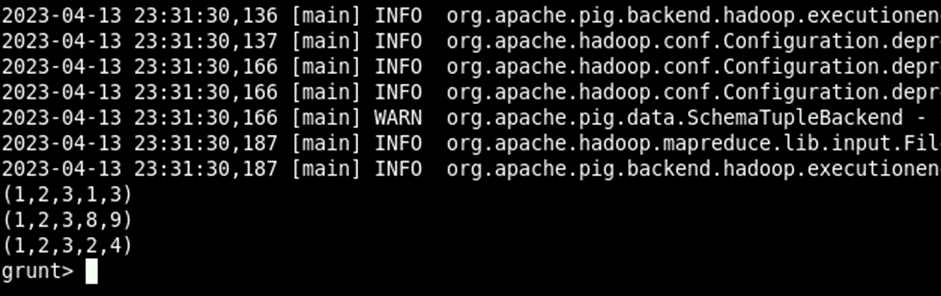 2023-04-13 23:31:30,136 [main] INFO  org.apache.pig.backend.hadoop.executionen
2023-04-13 23:31:30,137 [main] INFO  org.apache.hadoop.conf.Configuration.depr
2023-04-13 23:31:30,166 [main] INFO  org.apache.hadoop.conf.Configuration.depr
2023-04-13 23:31:30,166 [main] INFO  org.apache.hadoop.conf.Configuration.depr
2023-04-13 23:31:30,166 [main] WARN  org.apache.pig.data.SchemaTupleBackend -
2023-04-13 23:31:30,187 [main] INFO  org.apache.hadoop.mapreduce.lib.input.Fil
2023-04-13 23:31:30,187 [main] INFO  org.apache.pig.backend.hadoop.executionen
(1,2,3,1,3)
(1,2,3,8,9)
(1,2,3,2,4)
grunt>